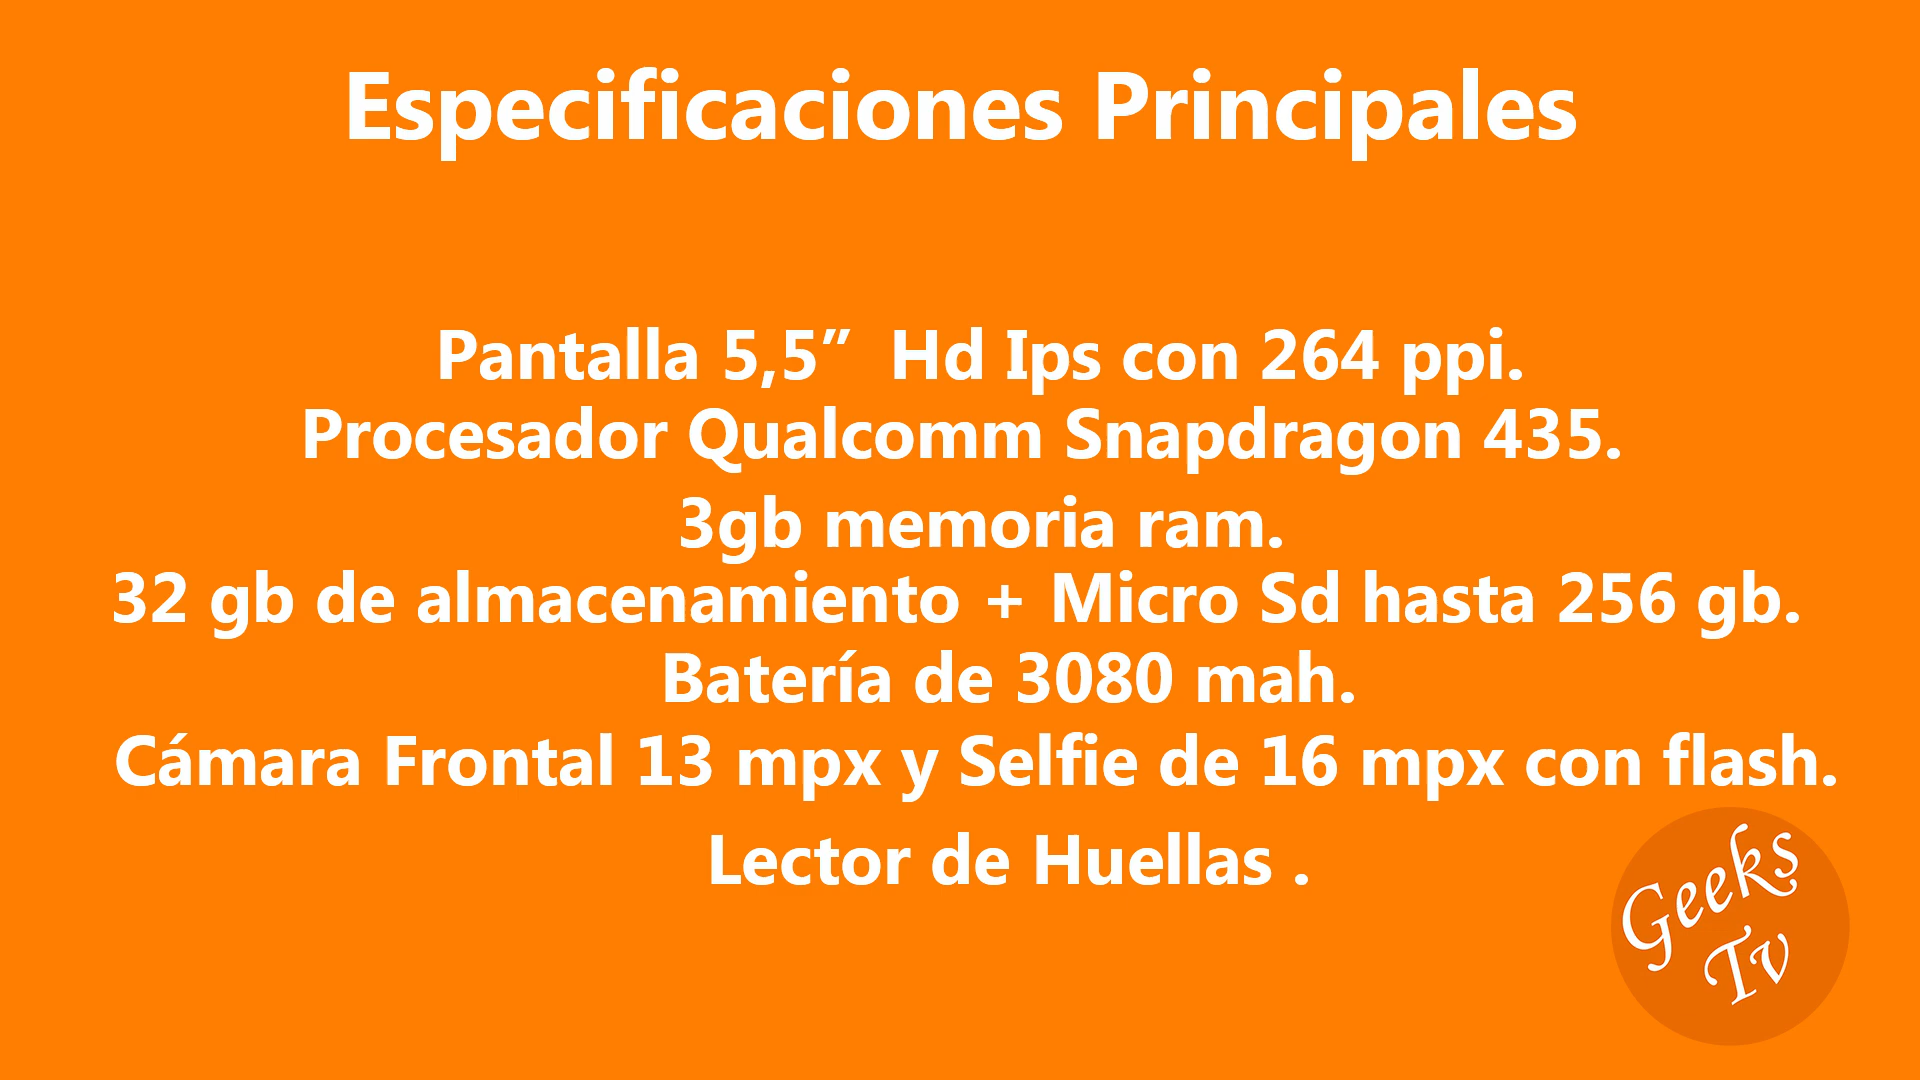 Especificaciones Principales
Pantalla 5,5” Hd Ips con 264 ppi.
Procesador Qualcomm Snapdragon 435.
3gb memoria ram.
32 gb de almacenamiento + Micro Sd hasta 256 gb.
Batería de 3080 mah.
Cámara Frontal 13 mpx y Selfie de 16 mpx con flash.
Lector de Huellas .
Geeks
Tv